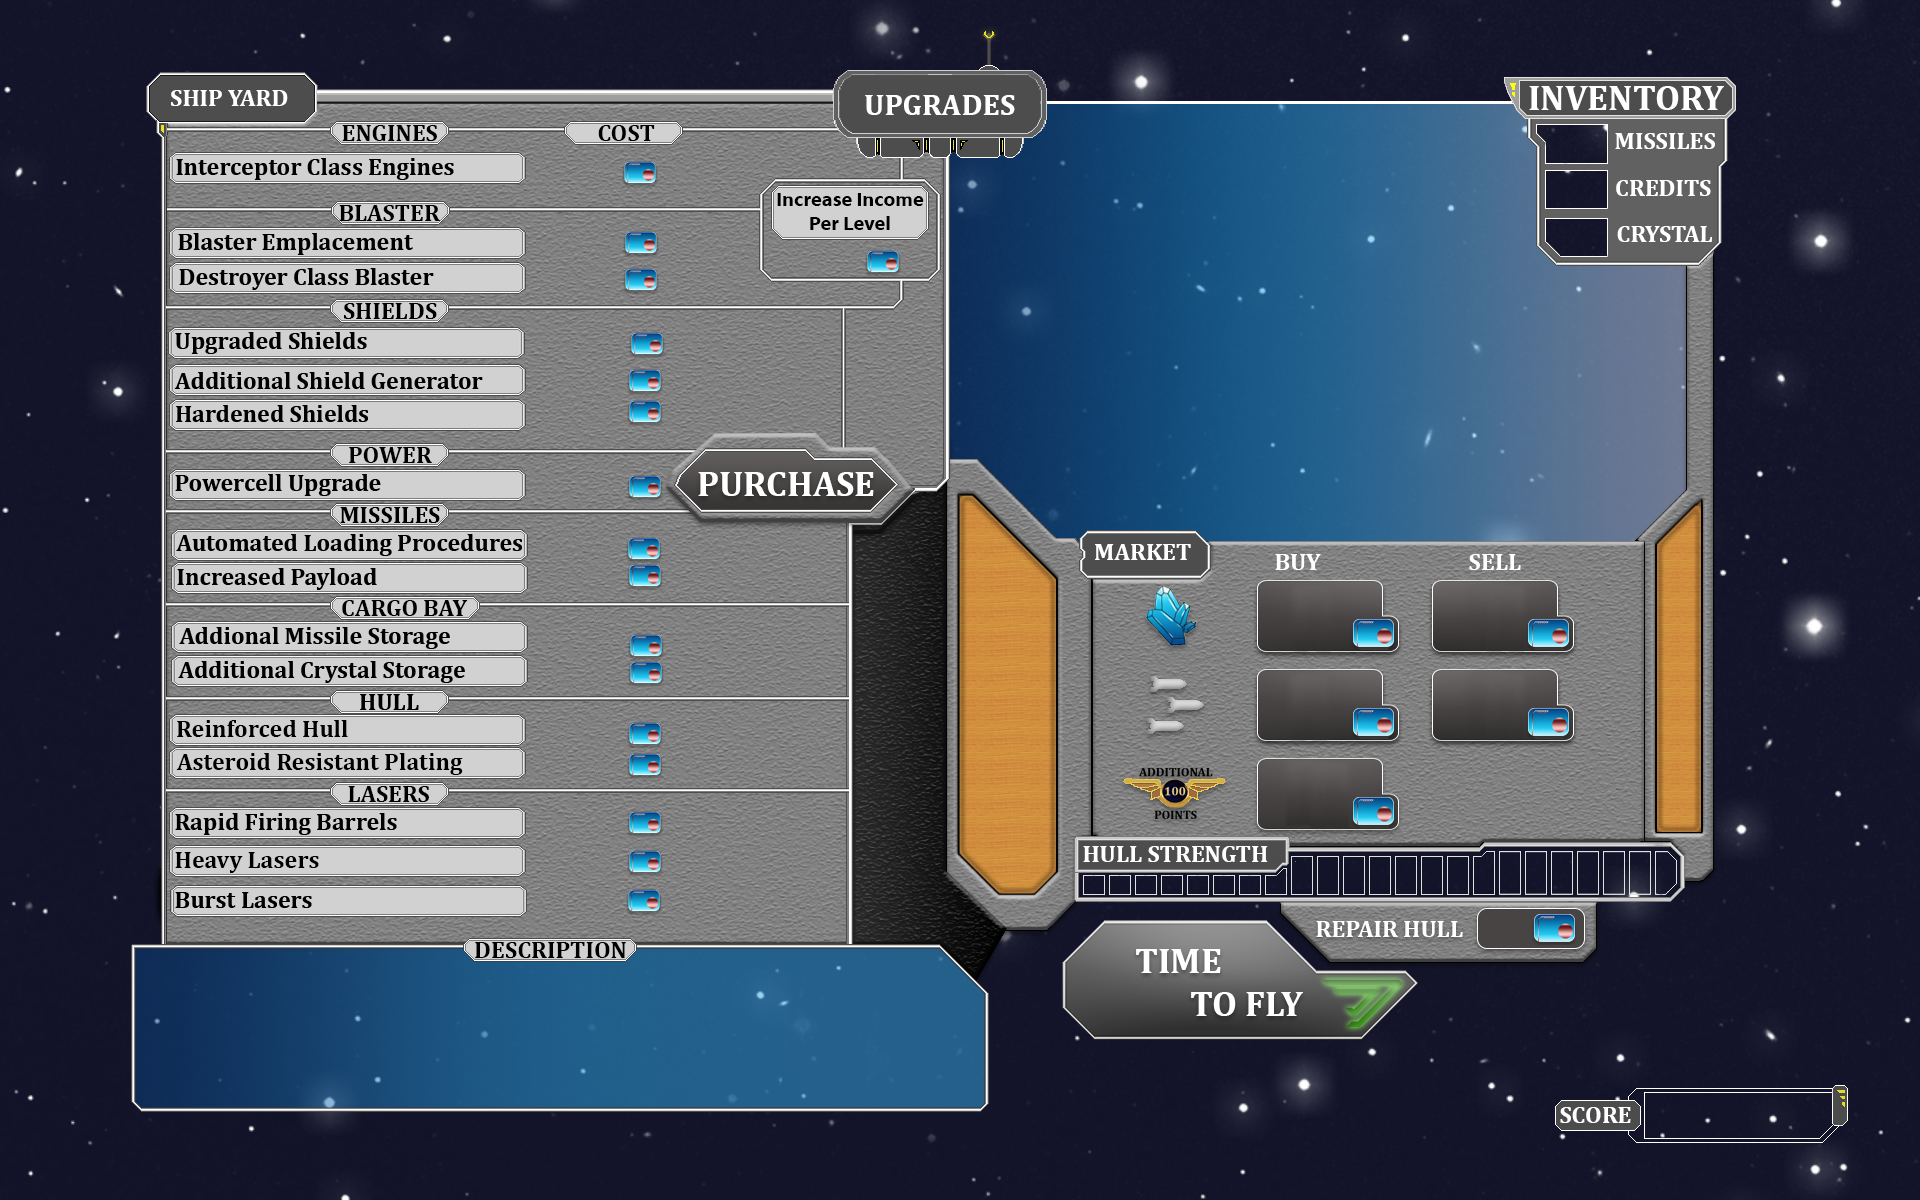 SHIP YARD
UPGRADES
INVENTORY
MISSILES
CREDITS
CRYSTAL
ENGINES
COST
Interceptor Class Engines
Increase Income
Per Level
BLASTER
Blaster Emplacement
Destroyer Class Blaster
SHIELDS
Upgraded Shields
Additional Shield Generator
Hardened Shields
POWER
Powercell Upgrade
PURCHASE
MISSILES
Automated Loading Procedures
Increased Payload
CARGO BAY
Addional Missile Storage
Additional Crystal Storage
HULL
Reinforced Hull
Asteroid Resistant Plating
LASERS
Rapid Firing Barrels
Heavy Lasers
Burst Lasers
DESCRIPTION
MARKET
BUY
SELL
ADDITIONAL
100
POINTS
HULL STRENGTH
REPAIR HULL
TIME
TO FLY
SCORE